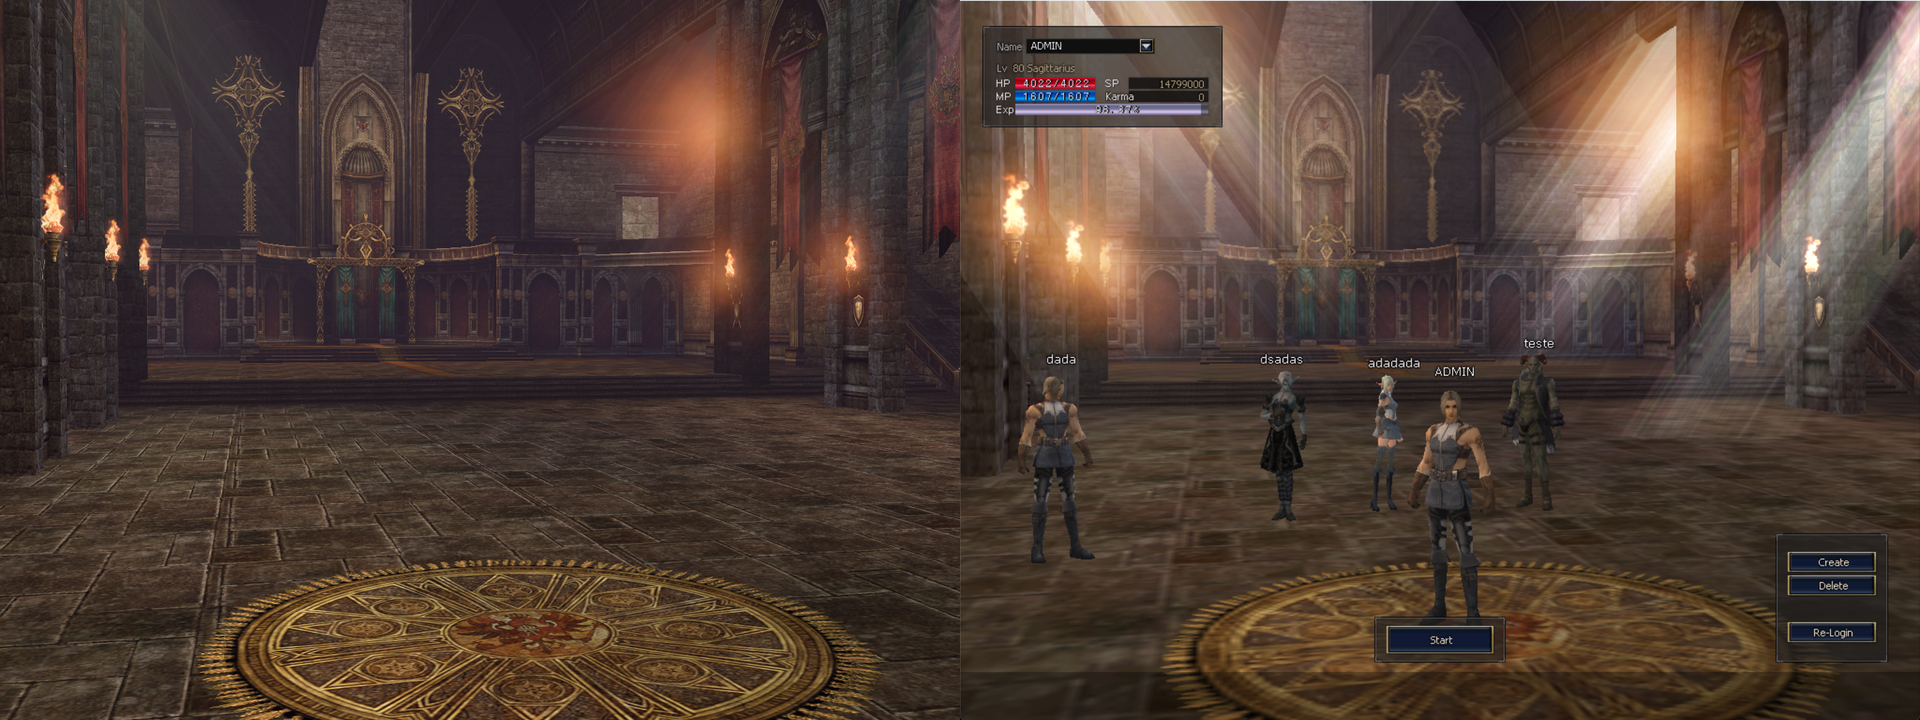 Name ADMIN
Lv 80 Sagittarius
HP 4022/4022 SP 14799000
MP 1607/1607 Karma 0
Exp
teste
dada
dsadas
adadada
ADMIN
Create
Delete
Re-Login
Start